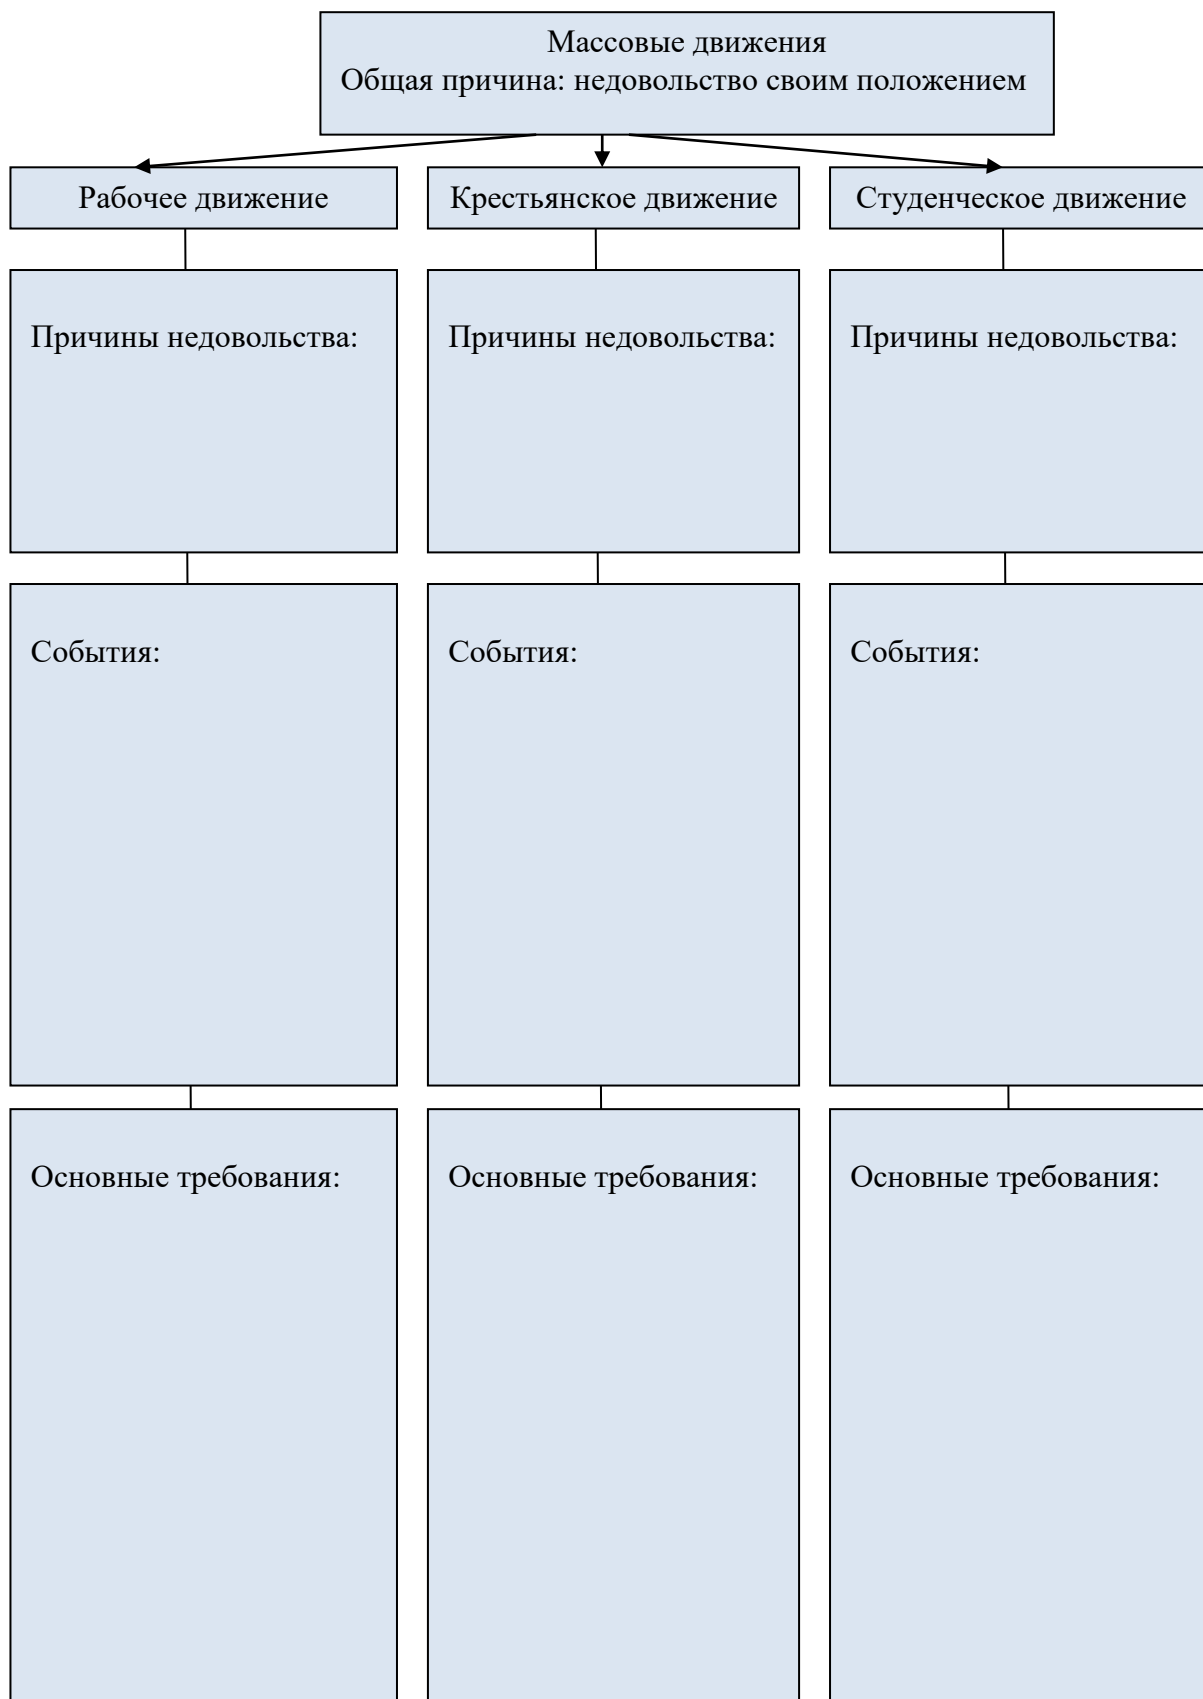 Массовые движения
Общая причина: недовольство своим положением
Рабочее движение
Крестьянское движение
Студенческое движение
Причины недовольства:
Причины недовольства:
Причины недовольства:
События:
События:
События:
Основные требования:
Основные требования:
Основные требования: